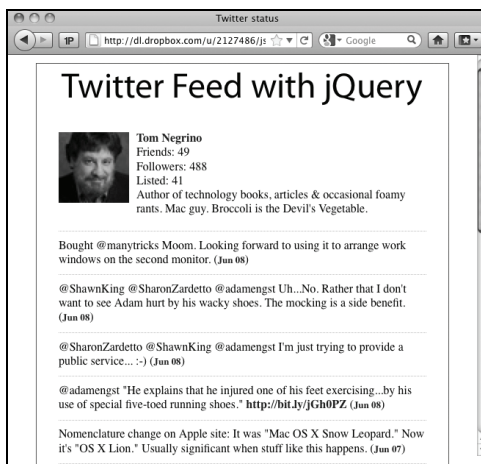 Twitter status
1P
http://dl.dropbox.com/u/2127486/js
Google
Twitter Feed with jQuery
Tom Negrino
Friends: 49
Followers: 488
Listed: 41
Author of technology books, articles & occasional foamy
rants. Mac guy. Broccoli is the Devil's Vegetable.
Bought @manytricks Moom. Looking forward to using it to arrange work
windows on the second monitor. (Jun 08)
@ShawnKing @SharonZardetto @adamengst Uh...No. Rather that I don't
want to see Adam hurt by his wacky shoes. The mocking is a side benefit.
(Jun 08)
@SharonZardetto @ShawnKing @adamengst I'm just trying to provide a
public service... :-) (Jun 08)
@adamengst "He explains that he injured one of his feet exercising...by his
use of special five-toed running shoes." http://bit.ly/jGh0PZ (Jun 08)
Nomenclature change on Apple site: It was "Mac OS X Snow Leopard." Now
it's "OS X Lion." Usually significant when stuff like this happens. (Jun 07)